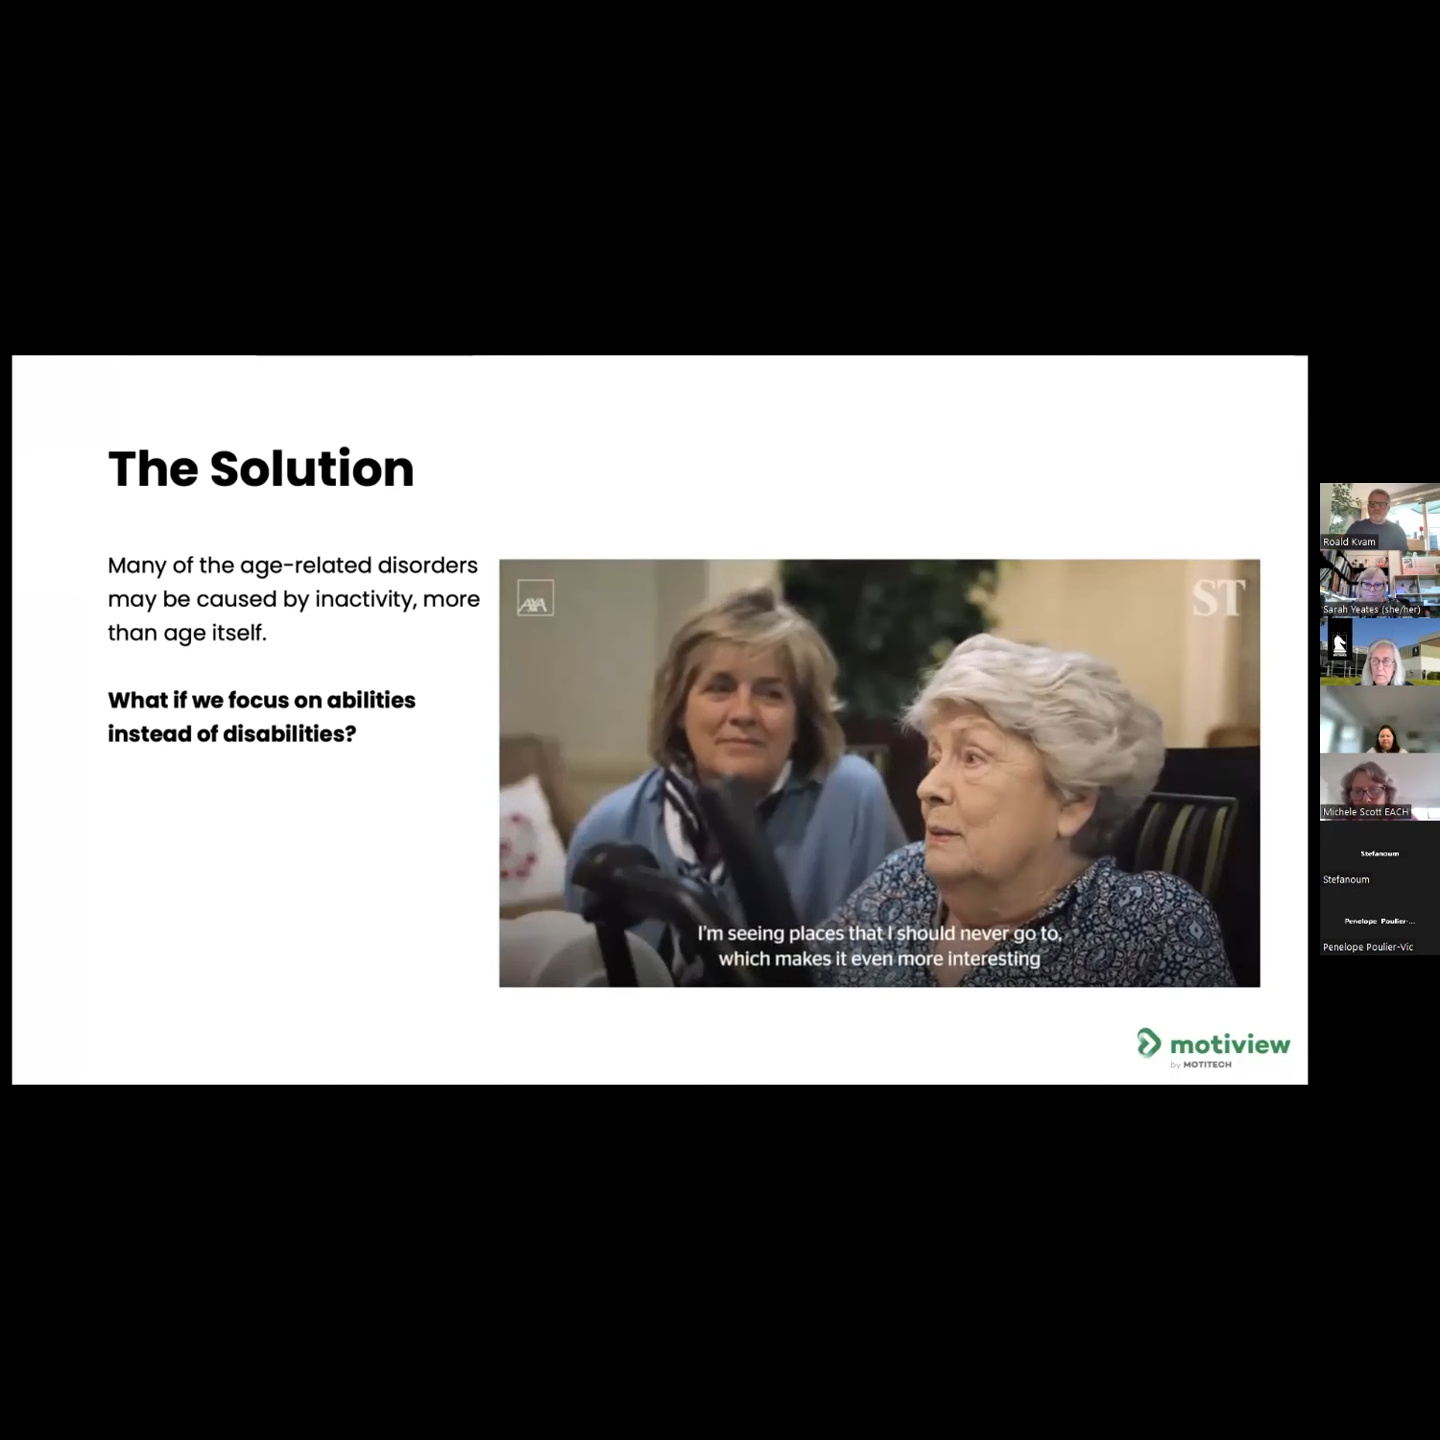 The Solution
Many of the age-related disorders
may be caused by inactivity, more
than age itself.
What if we focus on abilities
instead of disabilities?
AXA
ST
I'm seeing places that I should never go to,
which makes it even more interesting
motiview
by MOTITECH
Roald Kvam
Sarah Yeates (she/her)
Michele Scott EACH
Stefanoum
Stefanoum
Penelope Poulier-...
Penelope Poulier-Vic